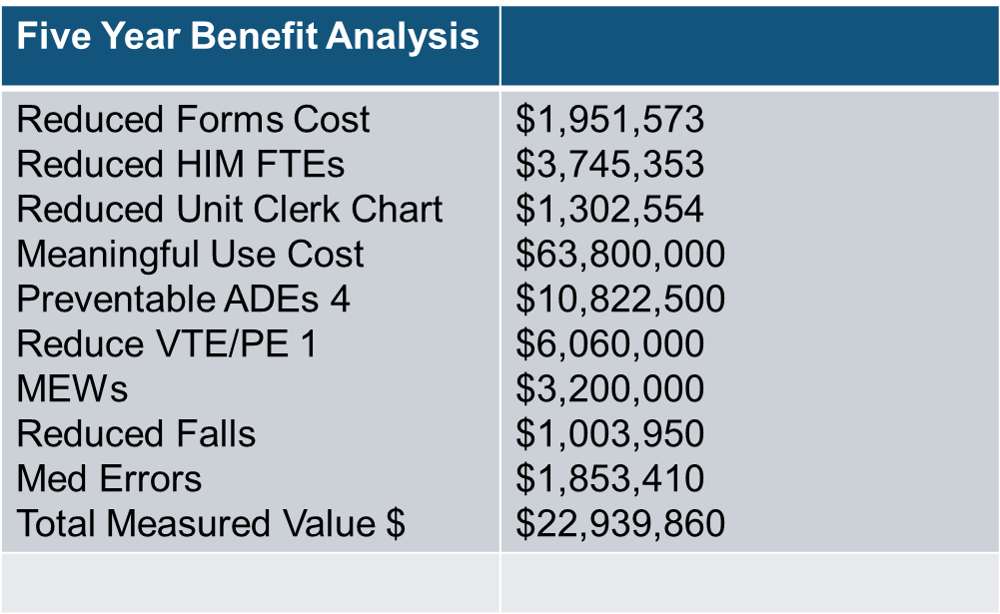 Five Year Benefit Analysis
Reduced Forms Cost $1,951,573
Reduced HIM FTEs $3,745,353
Reduced Unit Clerk Chart $1,302,554
Meaningful Use Cost $63,800,000
Preventable ADEs 4 $10,822,500
Reduce VTE/PE 1 $6,060,000
MEWs $3,200,000
Reduced Falls $1,003,950
Med Errors $1,853,410
Total Measured Value $ $22,939,860